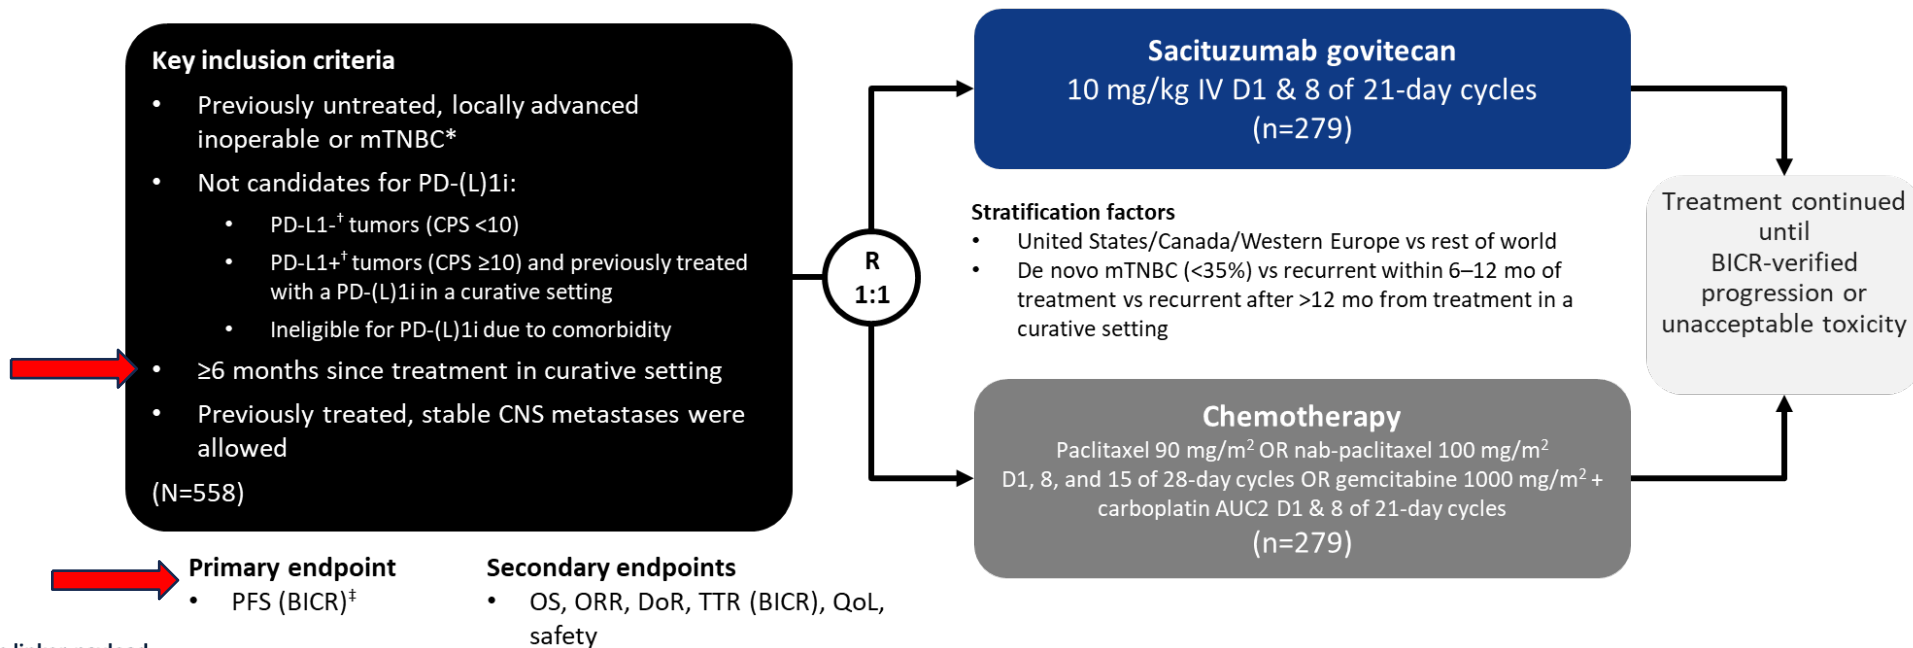 Key inclusion criteria
• Previously untreated, locally advanced
inoperable or mTNBC*
• Not candidates for PD-(L)1i:
• PD-L1-† tumors (CPS <10)
• PD-L1+† tumors (CPS ≥10) and previously treated
with a PD-(L)1i in a curative setting
• Ineligible for PD-(L)1i due to comorbidity
• ≥6 months since treatment in curative setting
• Previously treated, stable CNS metastases were
allowed
(N=558)
R
1:1
Sacituzumab govitecan
10 mg/kg IV D1 & 8 of 21-day cycles
(n=279)
Stratification factors
• United States/Canada/Western Europe vs rest of world
• De novo mTNBC (<35%) vs recurrent within 6–12 mo of
treatment vs recurrent after >12 mo from treatment in a
curative setting
Chemotherapy
Paclitaxel 90 mg/m² OR nab-paclitaxel 100 mg/m²
D1, 8, and 15 of 28-day cycles OR gemcitabine 1000 mg/m² +
carboplatin AUC2 D1 & 8 of 21-day cycles
(n=279)
Treatment continued
until
BICR-verified
progression or
unacceptable toxicity
Primary endpoint
• PFS (BICR)‡
Secondary endpoints
• OS, ORR, DoR, TTR (BICR), QoL,
safety